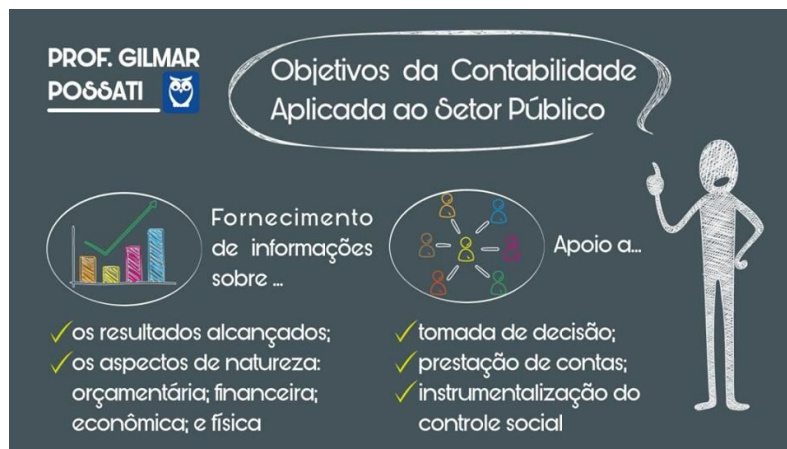 PROF. GILMAR
POSSATI
Objetivos da Contabilidade
Aplicada ao Setor Público
Fornecimento
de informações
sobre ...
Apoio a...
os resultados alcançados;
os aspectos de natureza:
orçamentária; financeira;
econômica; e física
tomada de decisão;
prestação de contas;
instrumentalização do
controle social